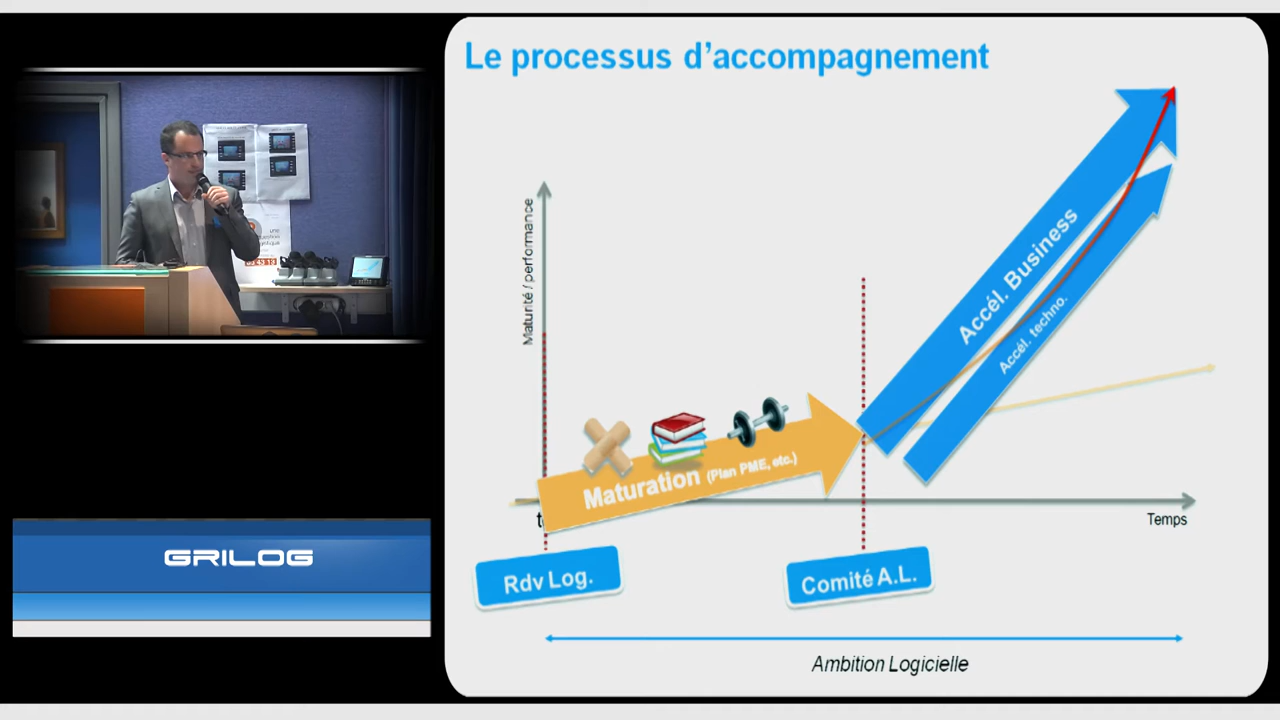 Le processus d'accompagnement
Maturité / performance
Accél. Business
Accél. techno.
Maturation (Plan PME, etc.)
Temps
Rdv Log.
Comité A.L.
Ambition Logicielle
GRILOG
une